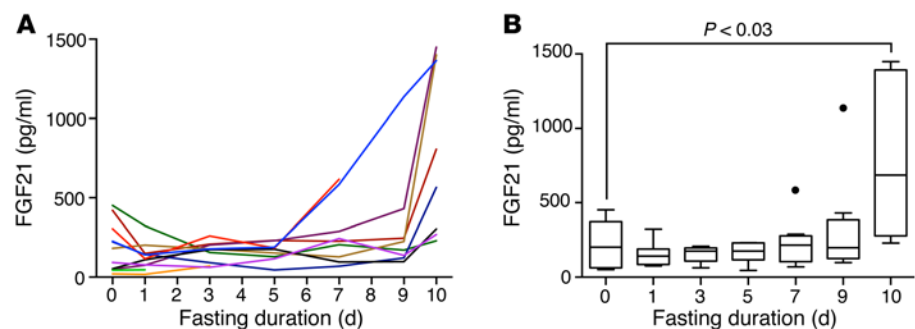 A
FGF21 (pg/ml)
1500
1000
500
0
0 1 2 3 4 5 6 7 8 9 10
Fasting duration (d)
B
P < 0.03
FGF21 (pg/ml)
1500
1000
500
0
0 1 3 5 7 9 10
Fasting duration (d)